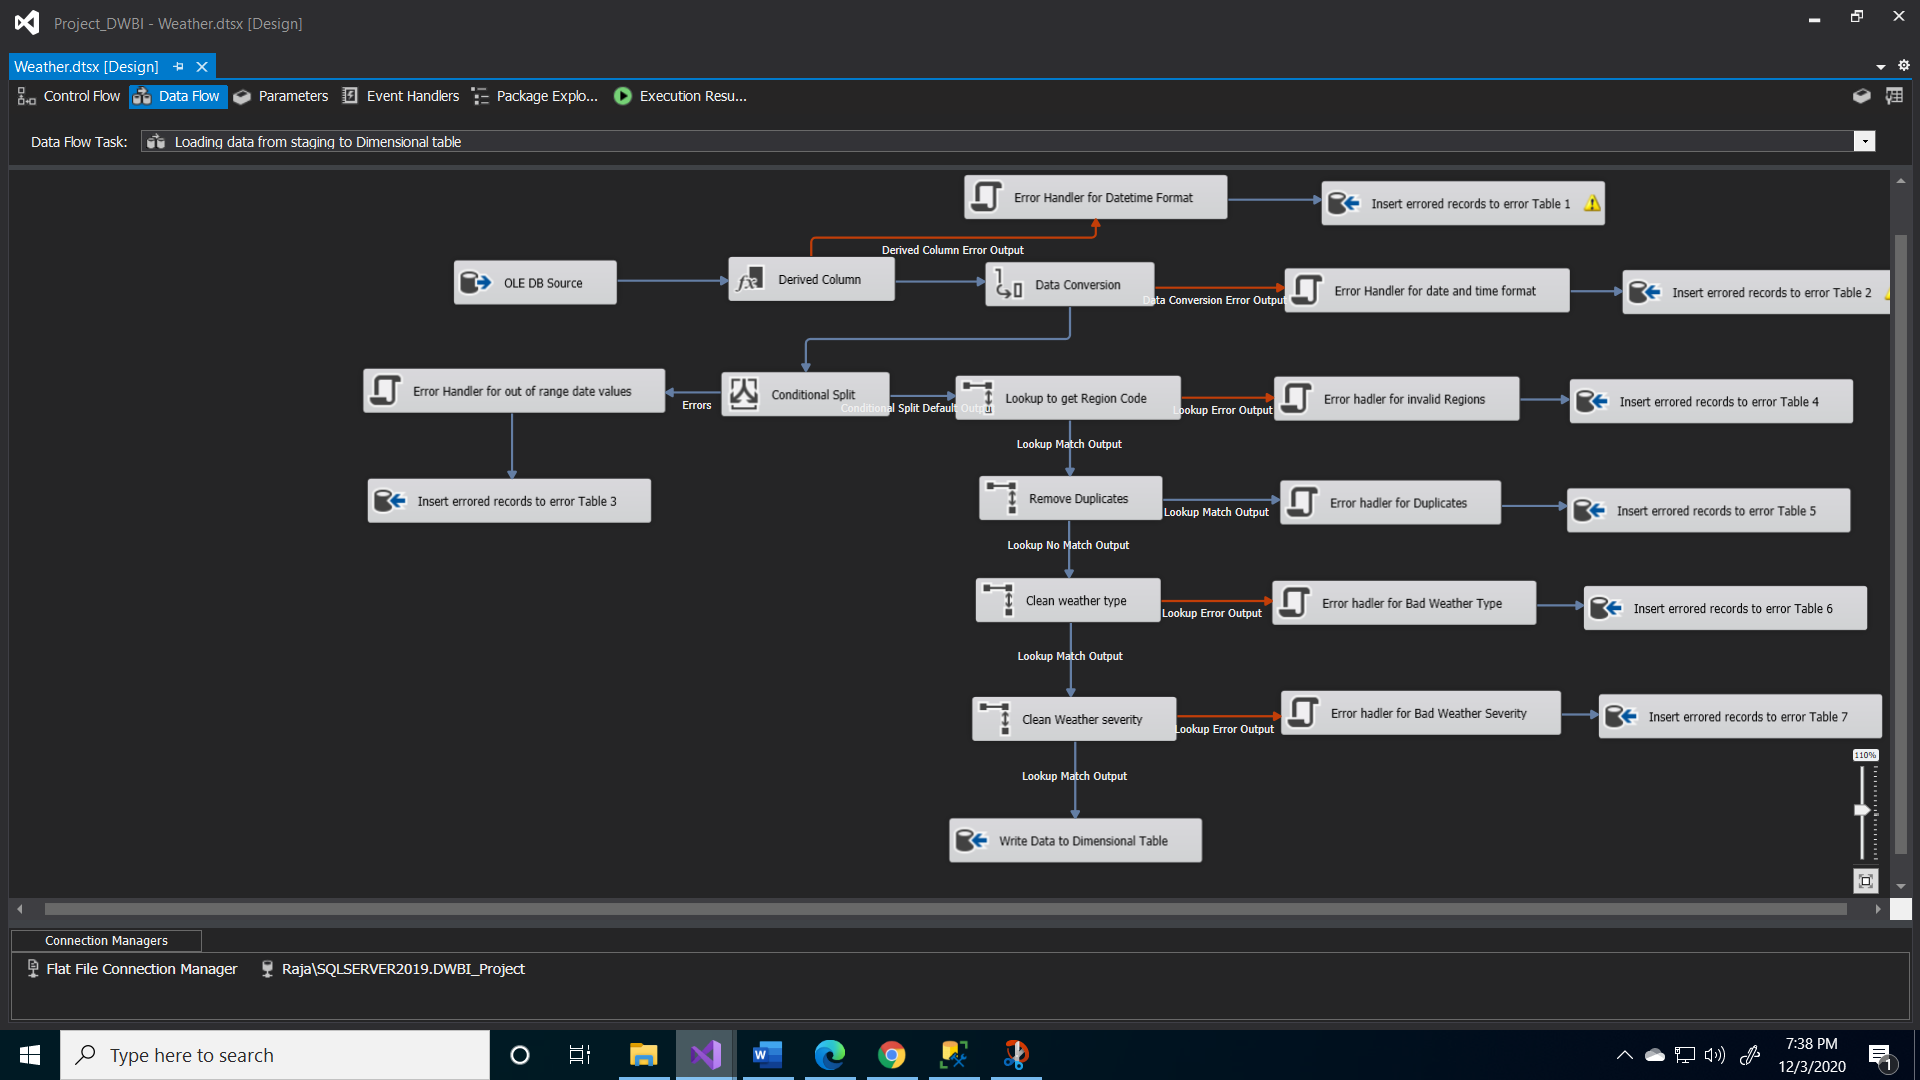 Project_DWBI - Weather.dtsx [Design]
Weather.dtsx [Design]
Control Flow
Data Flow
Parameters
Event Handlers
Package Explo...
Execution Resu...
Data Flow Task:
Loading data from staging to Dimensional table
Error Handler for Datetime Format
Insert errored records to error Table 1
Derived Column Error Output
OLE DB Source
Derived Column
Data Conversion
Data Conversion Error Output
Error Handler for date and time format
Insert errored records to error Table 2
Error Handler for out of range date values
Errors
Conditional Split
Conditional Split Default Output
Lookup to get Region Code
Lookup Error Output
Error hadler for invalid Regions
Insert errored records to error Table 4
Lookup Match Output
Insert errored records to error Table 3
Remove Duplicates
Lookup Match Output
Error hadler for Duplicates
Insert errored records to error Table 5
Lookup No Match Output
Clean weather type
Lookup Error Output
Error hadler for Bad Weather Type
Insert errored records to error Table 6
Lookup Match Output
Clean Weather severity
Lookup Error Output
Error hadler for Bad Weather Severity
Insert errored records to error Table 7
110%
Lookup Match Output
Write Data to Dimensional Table
Connection Managers
Flat File Connection Manager
Raja\SQLSERVER2019.DWBI_Project
Type here to search
7:38 PM
12/3/2020
1